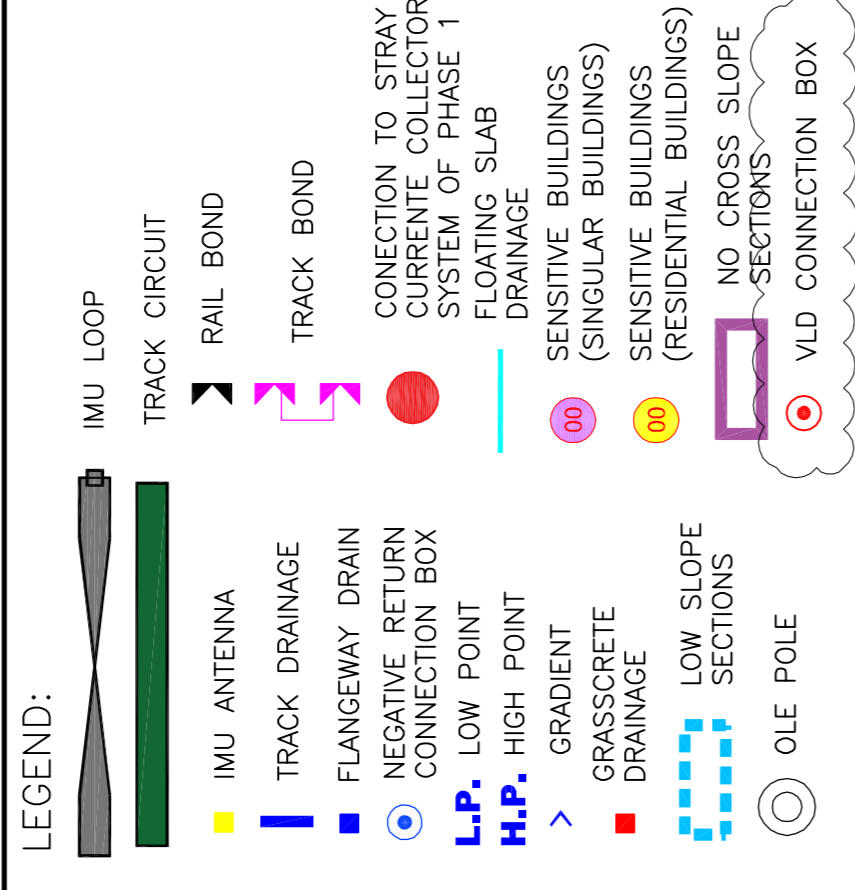 LEGEND:
IMU LOOP
TRACK CIRCUIT
IMU ANTENNA
TRACK DRAINAGE
FLANGEWAY DRAIN
NEGATIVE RETURN
CONNECTION BOX
L.P. LOW POINT
H.P. HIGH POINT
GRADIENT
GRASSCRETE
DRAINAGE
LOW SLOPE
SECTIONS
OLE POLE
RAIL BOND
TRACK BOND
CONECTION TO STRAY
CURRENTE COLLECTOR
SYSTEM OF PHASE 1
FLOATING SLAB
DRAINAGE
00 SENSITIVE BUILDINGS
(SINGULAR BUILDINGS)
00 SENSITIVE BUILDINGS
(RESIDENTIAL BUILDINGS)
NO CROSS SLOPE
SECTIONS
VLD CONNECTION BOX